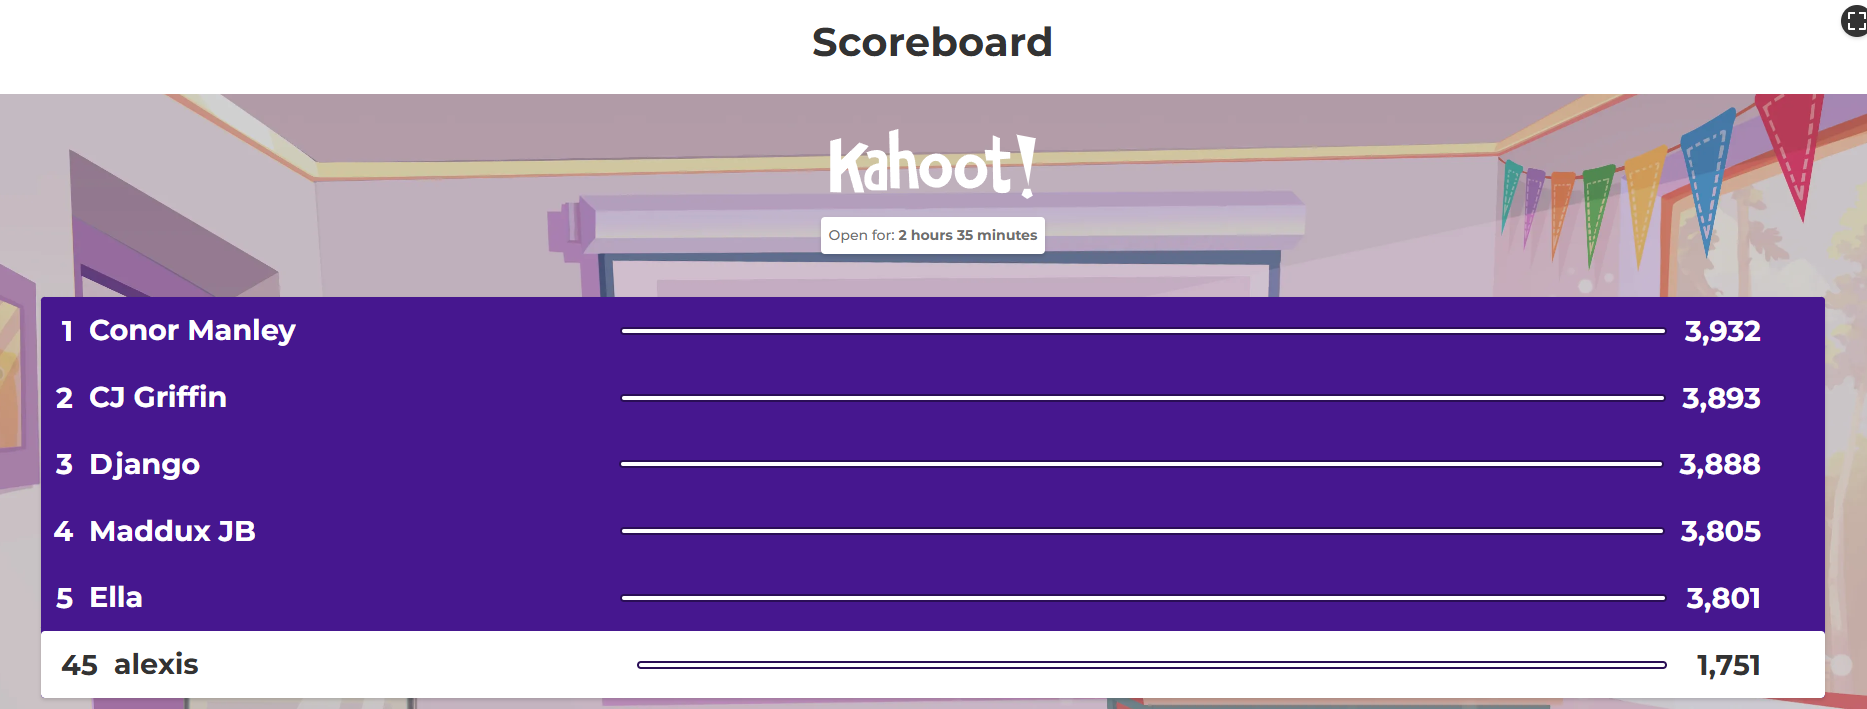 Scoreboard
Kahoot!
Open for: 2 hours 35 minutes
1 Conor Manley 3,932
2 CJ Griffin 3,893
3 Django 3,888
4 Maddux JB 3,805
5 Ella 3,801
45 alexis 1,751